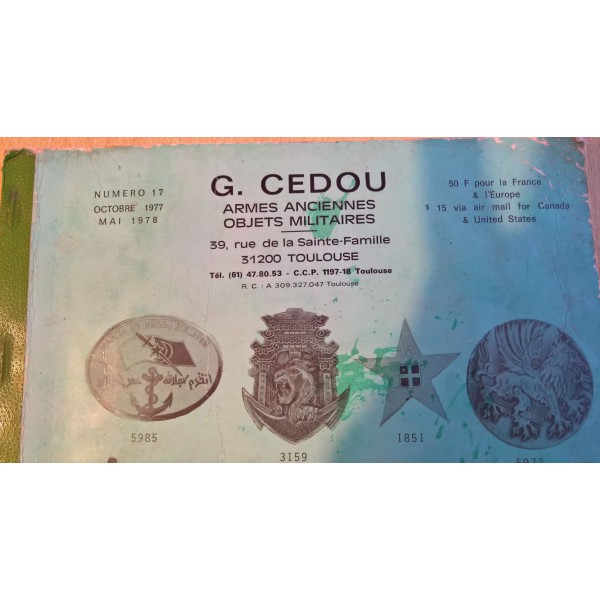 NUMERO 17
OCTOBRE 1977
MAI 1978
G. CEDOU
ARMES ANCIENNES
OBJETS MILITAIRES
39, rue de la Sainte-Famille
31200 TOULOUSE
Tél. (61) 47.80.53 - C.C.P. 1197-18 Toulouse
R. C. : A 309.327.047 Toulouse
50 F pour la France
& l'Europe
$ 15 via air mail for Canada
& United States
5985
3159
1851